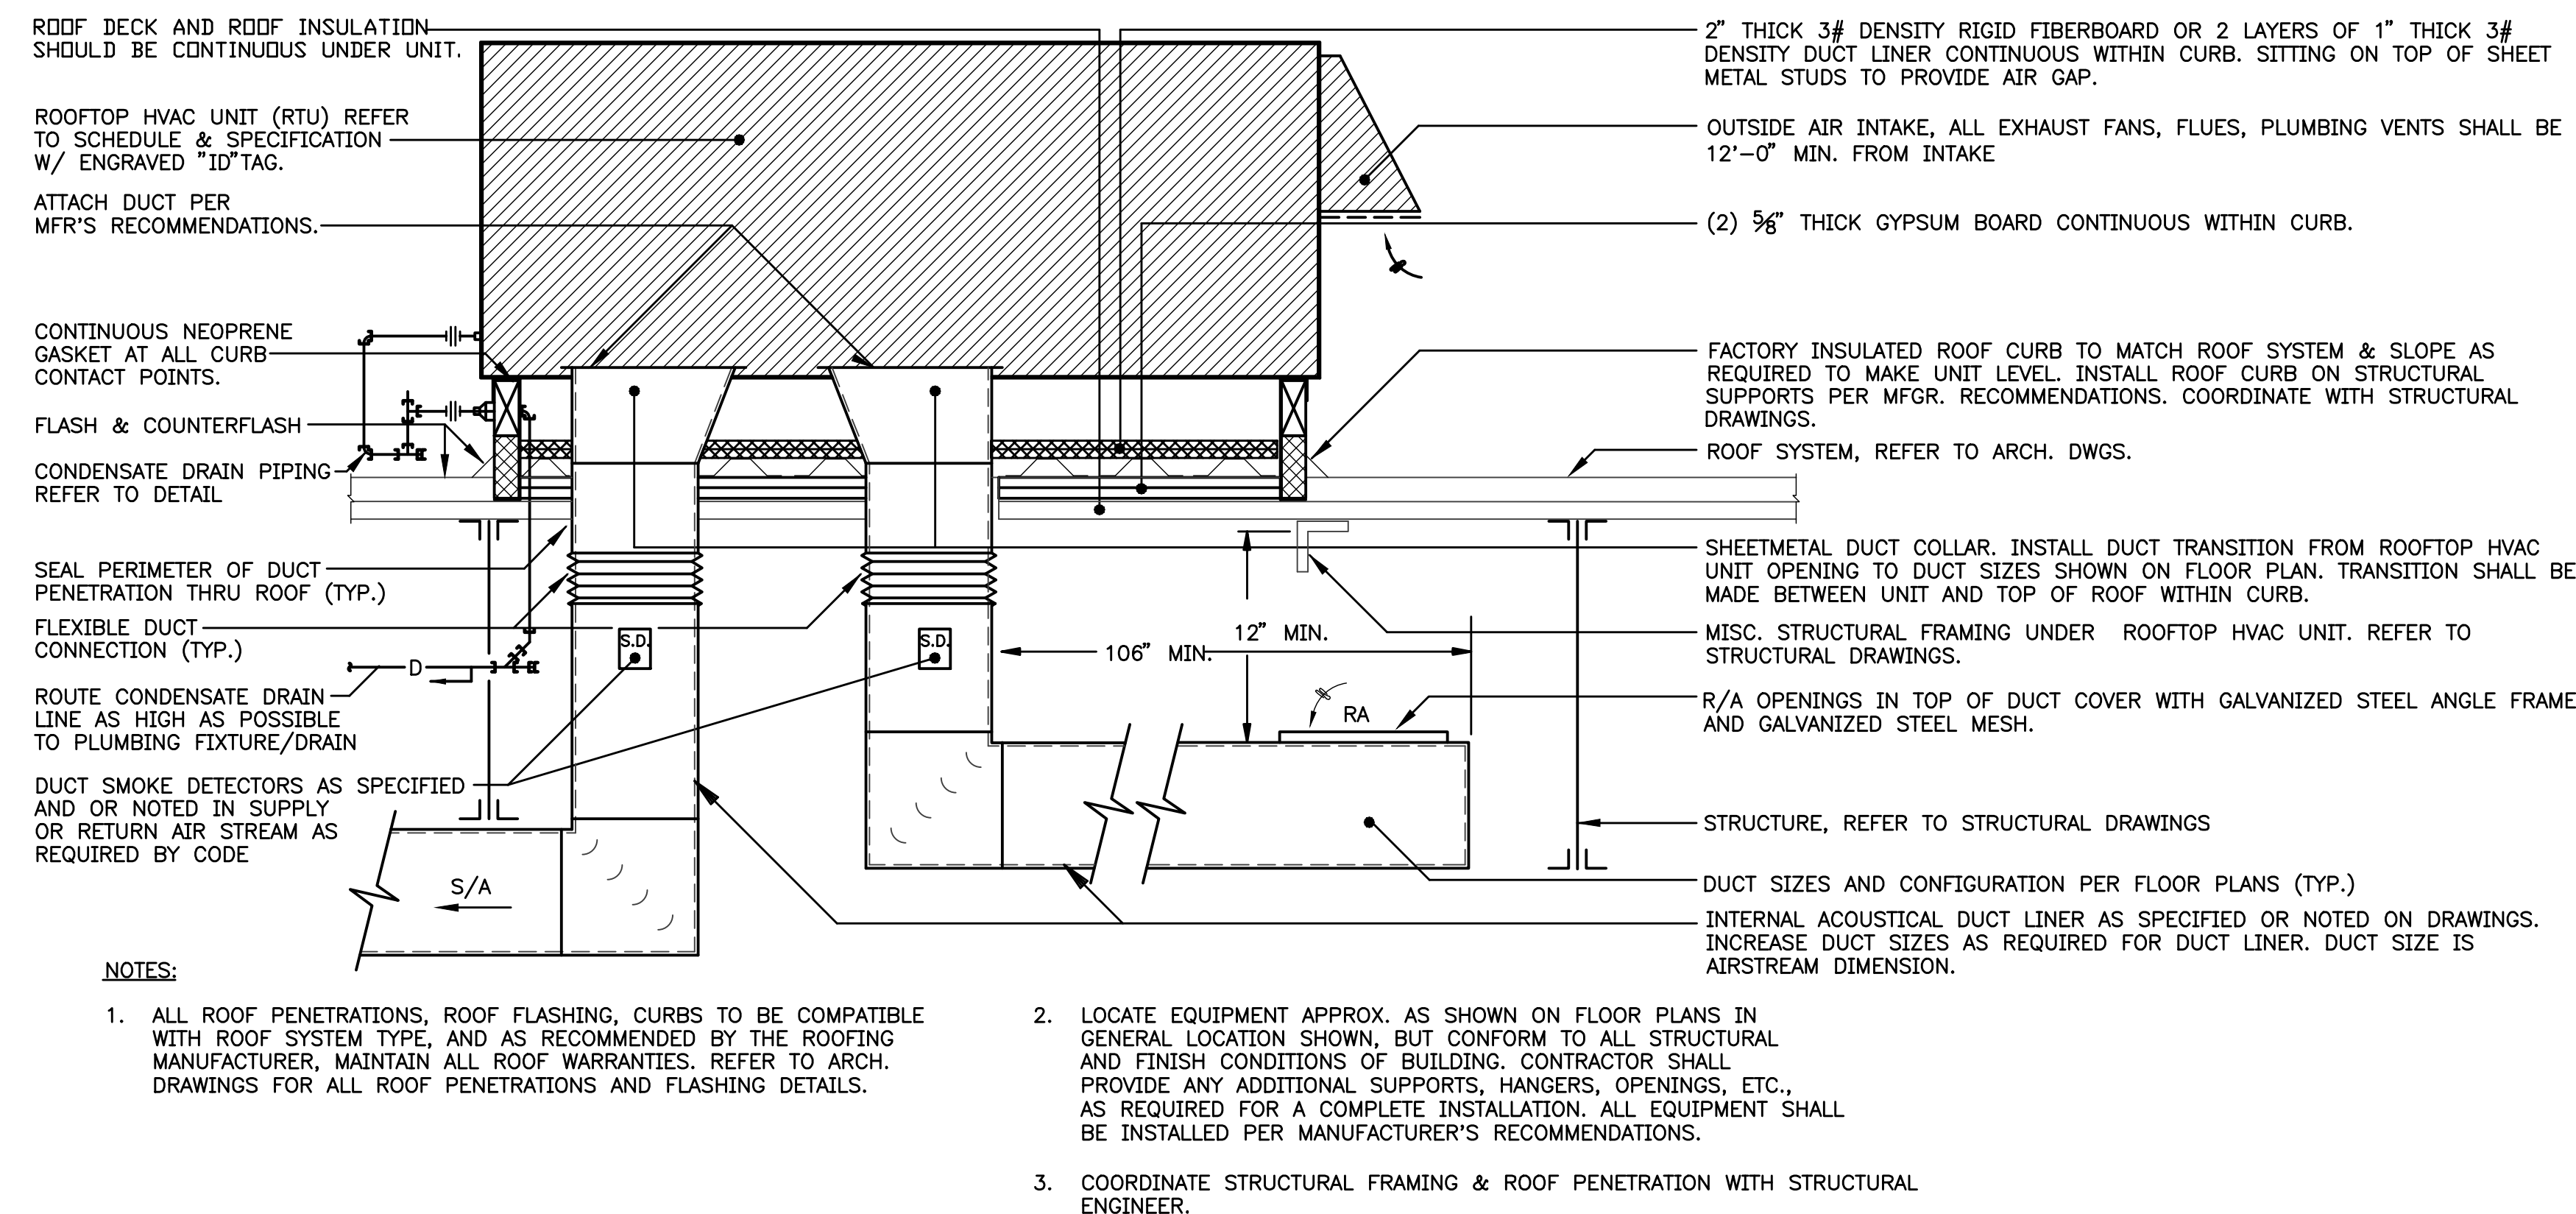 ROOF DECK AND ROOF INSULATION
SHOULD BE CONTINUOUS UNDER UNIT.
ROOFTOP HVAC UNIT (RTU) REFER
TO SCHEDULE & SPECIFICATION
W/ ENGRAVED "ID"TAG.
ATTACH DUCT PER
MFR'S RECOMMENDATIONS.
CONTINUOUS NEOPRENE
GASKET AT ALL CURB
CONTACT POINTS.
FLASH & COUNTERFLASH
CONDENSATE DRAIN PIPING
REFER TO DETAIL
SEAL PERIMETER OF DUCT
PENETRATION THRU ROOF (TYP.)
FLEXIBLE DUCT
CONNECTION (TYP.)
ROUTE CONDENSATE DRAIN
LINE AS HIGH AS POSSIBLE
TO PLUMBING FIXTURE/DRAIN
DUCT SMOKE DETECTORS AS SPECIFIED
AND OR NOTED IN SUPPLY
OR RETURN AIR STREAM AS
REQUIRED BY CODE
D
S/A
S.D.
S.D.
106" MIN.
12" MIN.
RA
2" THICK 3# DENSITY RIGID FIBERBOARD OR 2 LAYERS OF 1" THICK 3#
DENSITY DUCT LINER CONTINUOUS WITHIN CURB. SITTING ON TOP OF SHEET
METAL STUDS TO PROVIDE AIR GAP.
OUTSIDE AIR INTAKE, ALL EXHAUST FANS, FLUES, PLUMBING VENTS SHALL BE
12'-0" MIN. FROM INTAKE
(2) 5/8" THICK GYPSUM BOARD CONTINUOUS WITHIN CURB.
FACTORY INSULATED ROOF CURB TO MATCH ROOF SYSTEM & SLOPE AS
REQUIRED TO MAKE UNIT LEVEL. INSTALL ROOF CURB ON STRUCTURAL
SUPPORTS PER MFGR. RECOMMENDATIONS. COORDINATE WITH STRUCTURAL
DRAWINGS.
ROOF SYSTEM, REFER TO ARCH. DWGS.
SHEETMETAL DUCT COLLAR. INSTALL DUCT TRANSITION FROM ROOFTOP HVAC
UNIT OPENING TO DUCT SIZES SHOWN ON FLOOR PLAN. TRANSITION SHALL BE
MADE BETWEEN UNIT AND TOP OF ROOF WITHIN CURB.
MISC. STRUCTURAL FRAMING UNDER ROOFTOP HVAC UNIT. REFER TO
STRUCTURAL DRAWINGS.
R/A OPENINGS IN TOP OF DUCT COVER WITH GALVANIZED STEEL ANGLE FRAME
AND GALVANIZED STEEL MESH.
STRUCTURE, REFER TO STRUCTURAL DRAWINGS
DUCT SIZES AND CONFIGURATION PER FLOOR PLANS (TYP.)
INTERNAL ACOUSTICAL DUCT LINER AS SPECIFIED OR NOTED ON DRAWINGS.
INCREASE DUCT SIZES AS REQUIRED FOR DUCT LINER. DUCT SIZE IS
AIRSTREAM DIMENSION.
NOTES:
1. ALL ROOF PENETRATIONS, ROOF FLASHING, CURBS TO BE COMPATIBLE
WITH ROOF SYSTEM TYPE, AND AS RECOMMENDED BY THE ROOFING
MANUFACTURER, MAINTAIN ALL ROOF WARRANTIES. REFER TO ARCH.
DRAWINGS FOR ALL ROOF PENETRATIONS AND FLASHING DETAILS.
2. LOCATE EQUIPMENT APPROX. AS SHOWN ON FLOOR PLANS IN
GENERAL LOCATION SHOWN, BUT CONFORM TO ALL STRUCTURAL
AND FINISH CONDITIONS OF BUILDING. CONTRACTOR SHALL
PROVIDE ANY ADDITIONAL SUPPORTS, HANGERS, OPENINGS, ETC.,
AS REQUIRED FOR A COMPLETE INSTALLATION. ALL EQUIPMENT SHALL
BE INSTALLED PER MANUFACTURER'S RECOMMENDATIONS.
3. COORDINATE STRUCTURAL FRAMING & ROOF PENETRATION WITH STRUCTURAL
ENGINEER.